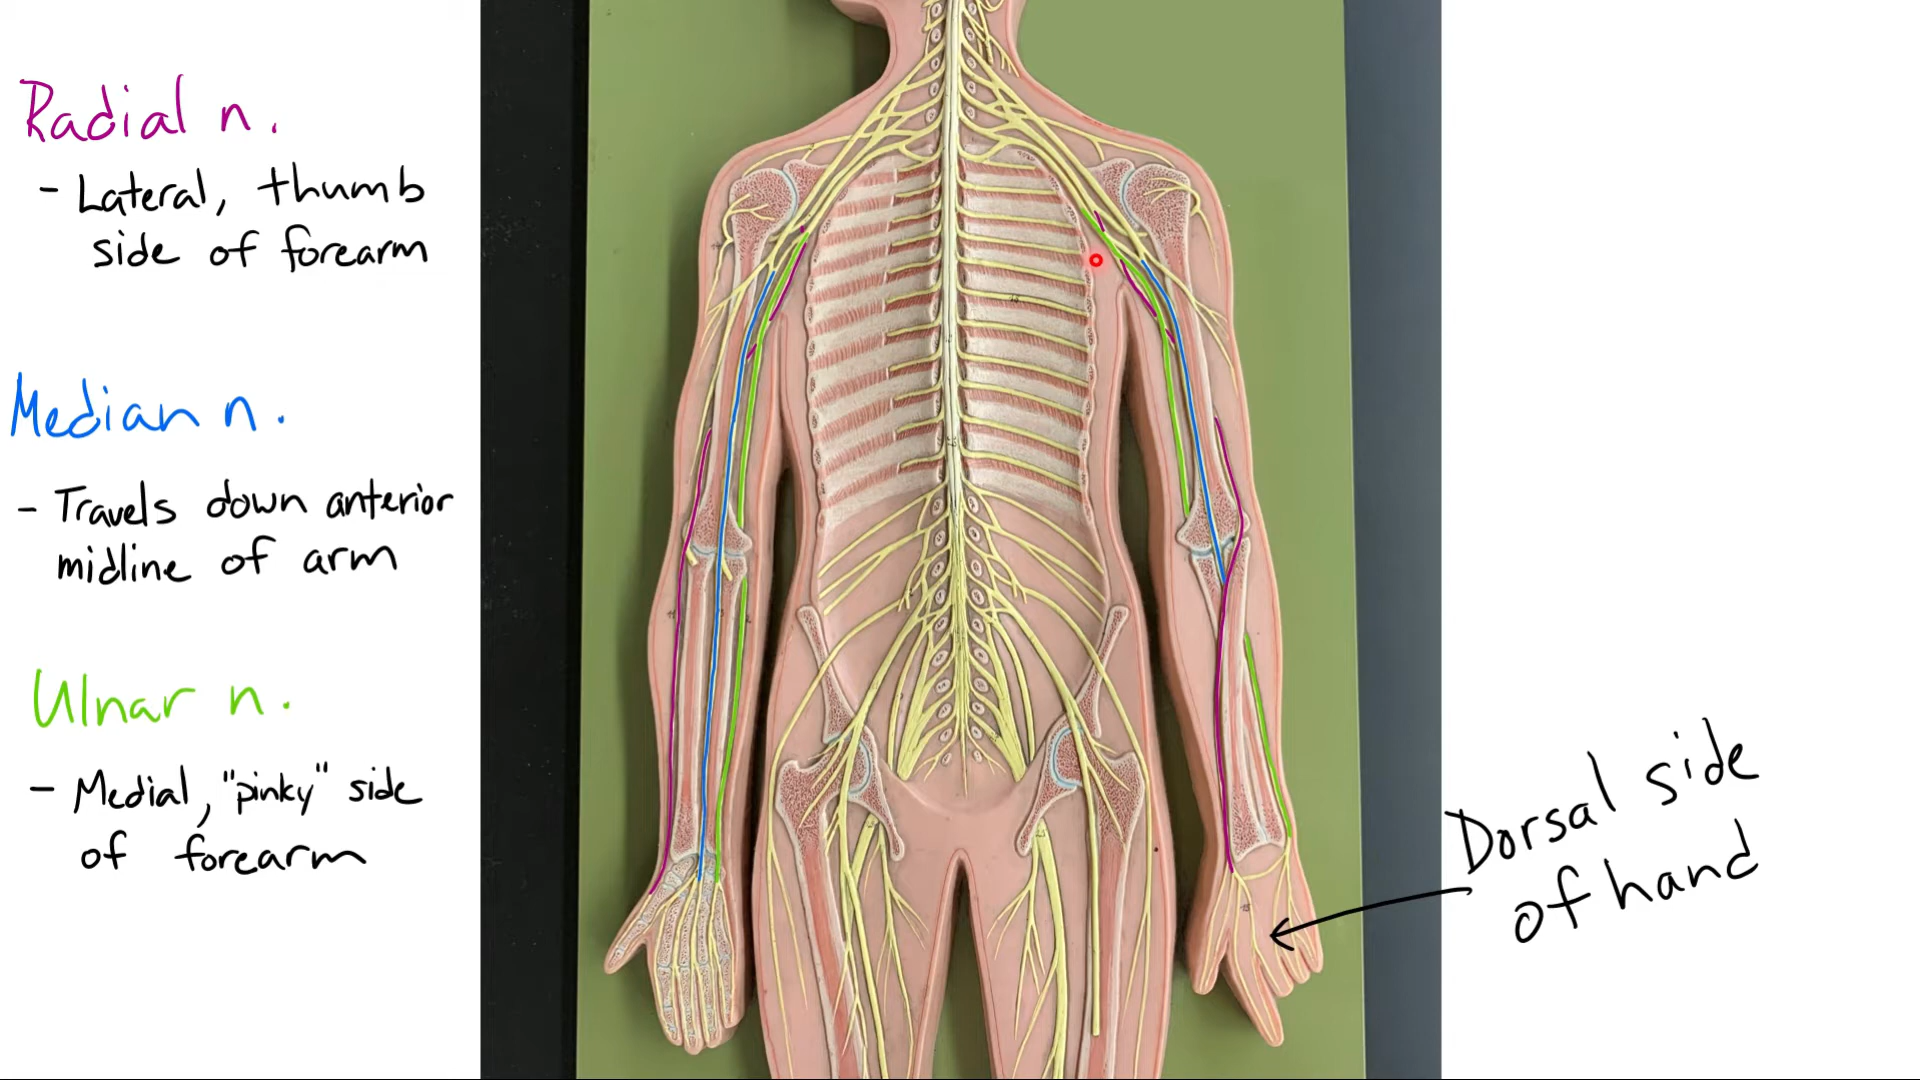 Radial n.
- Lateral, thumb
side of forearm
Median n.
- Travels down anterior
midline of arm
Ulnar n.
- Medial, "pinky" side
of forearm
Dorsal side
of hand